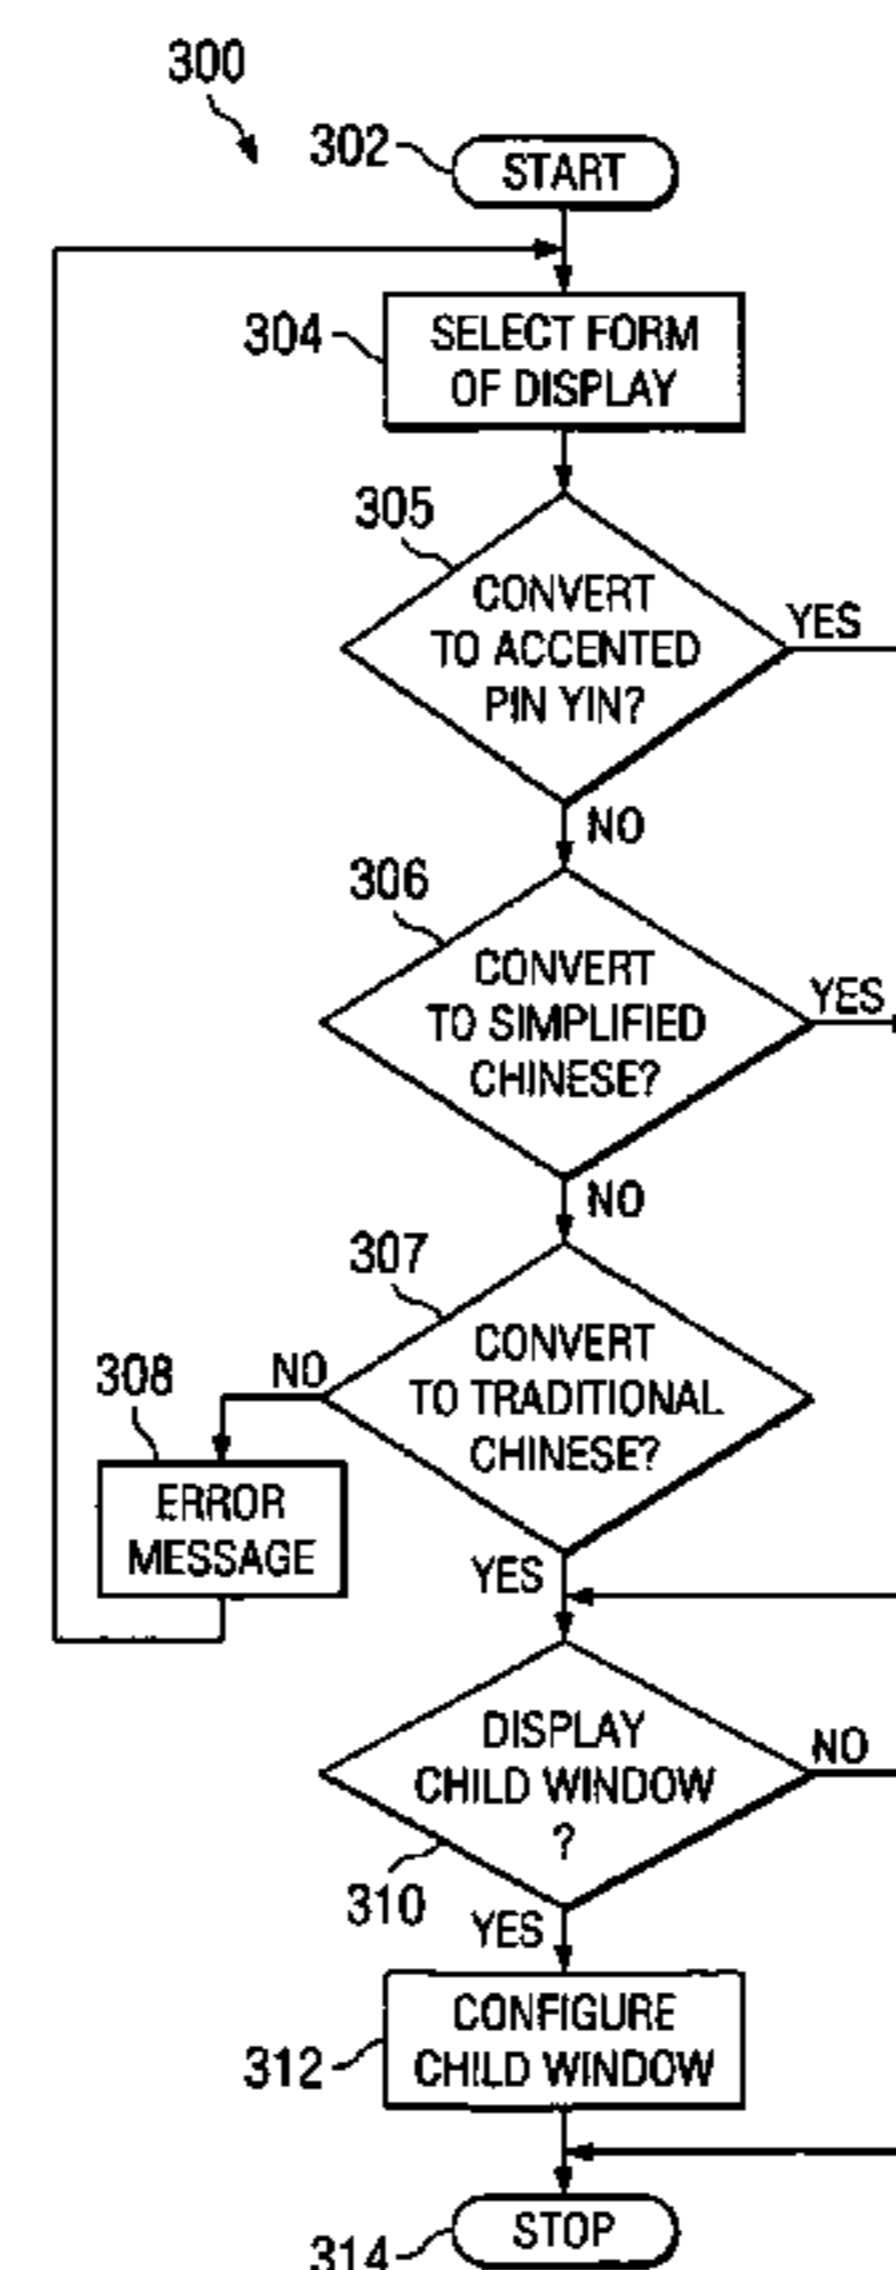 300
302
START
304
SELECT FORM
OF DISPLAY
305
CONVERT
TO ACCENTED
PIN YIN?
YES
NO
306
CONVERT
TO SIMPLIFIED
CHINESE?
YES
NO
307
CONVERT
TO TRADITIONAL
CHINESE?
NO
308
ERROR
MESSAGE
YES
DISPLAY
CHILD WINDOW
?
NO
310
YES
CONFIGURE
CHILD WINDOW
312
STOP
314